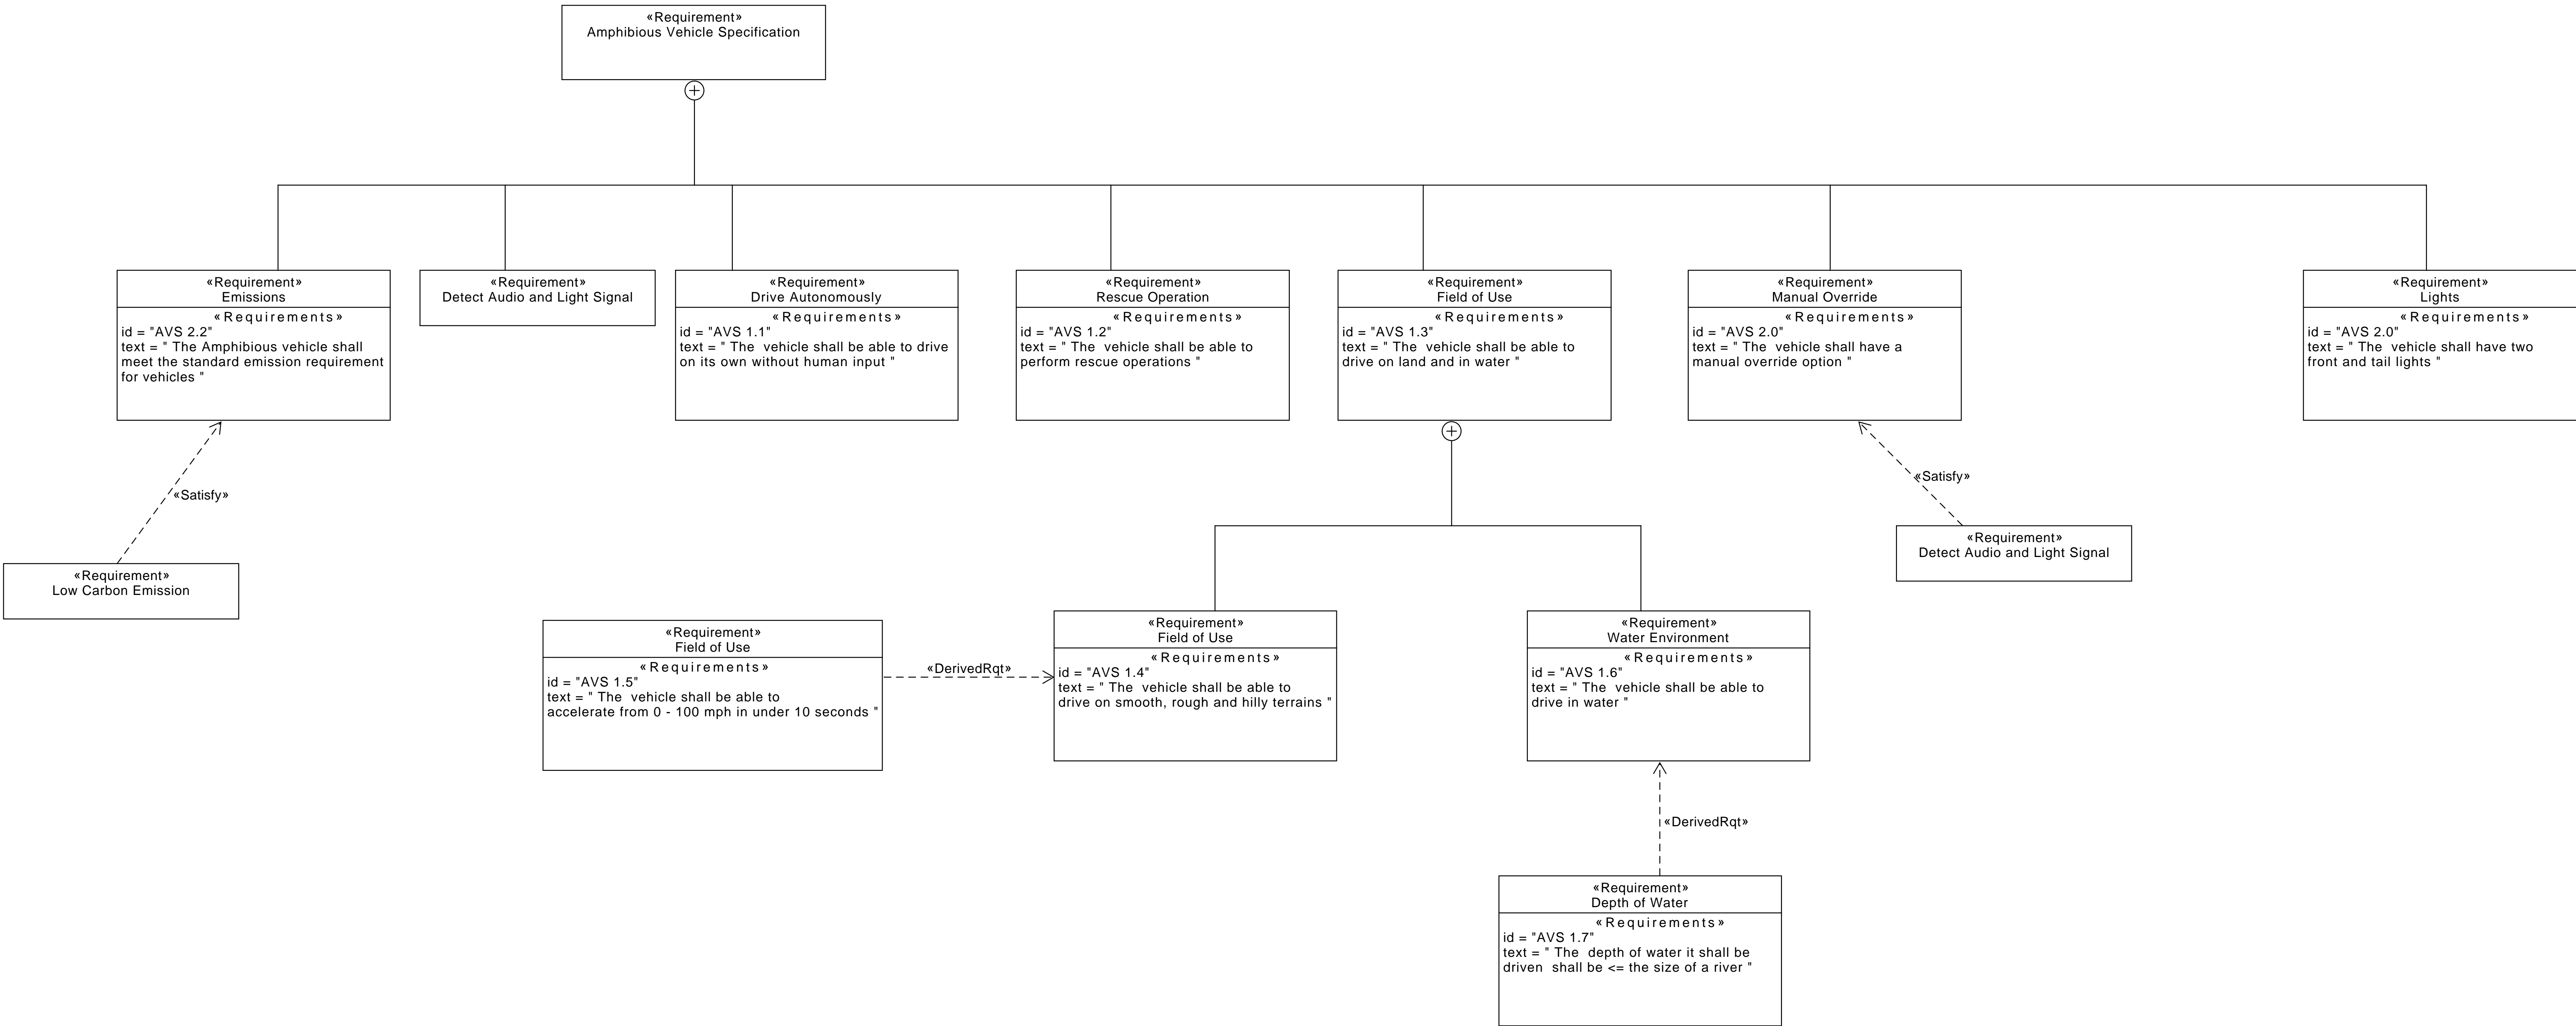 «Requirement»
Amphibious Vehicle Specification
«Requirement»
Emissions
«Requirements»
id = "AVS 2.2"
text = " The Amphibious vehicle shall
meet the standard emission requirement
for vehicles "
«Requirement»
Detect Audio and Light Signal
«Requirement»
Drive Autonomously
«Requirements»
id = "AVS 1.1"
text = " The  vehicle shall be able to drive
on its own without human input "
«Requirement»
Rescue Operation
«Requirements»
id = "AVS 1.2"
text = " The  vehicle shall be able to
perform rescue operations "
«Requirement»
Field of Use
«Requirements»
id = "AVS 1.3"
text = " The  vehicle shall be able to
drive on land and in water "
«Requirement»
Manual Override
«Requirements»
id = "AVS 2.0"
text = " The  vehicle shall have a
manual override option "
«Requirement»
Lights
«Requirements»
id = "AVS 2.0"
text = " The  vehicle shall have two
front and tail lights "
«Satisfy»
«Satisfy»
«Requirement»
Low Carbon Emission
«Requirement»
Detect Audio and Light Signal
«Requirement»
Field of Use
«Requirements»
id = "AVS 1.5"
text = " The  vehicle shall be able to
accelerate from 0 - 100 mph in under 10 seconds "
«DerivedRqt»
«Requirement»
Field of Use
«Requirements»
id = "AVS 1.4"
text = " The  vehicle shall be able to
drive on smooth, rough and hilly terrains "
«Requirement»
Water Environment
«Requirements»
id = "AVS 1.6"
text = " The  vehicle shall be able to
drive in water "
«DerivedRqt»
«Requirement»
Depth of Water
«Requirements»
id = "AVS 1.7"
text = " The  depth of water it shall be
driven  shall be <= the size of a river "